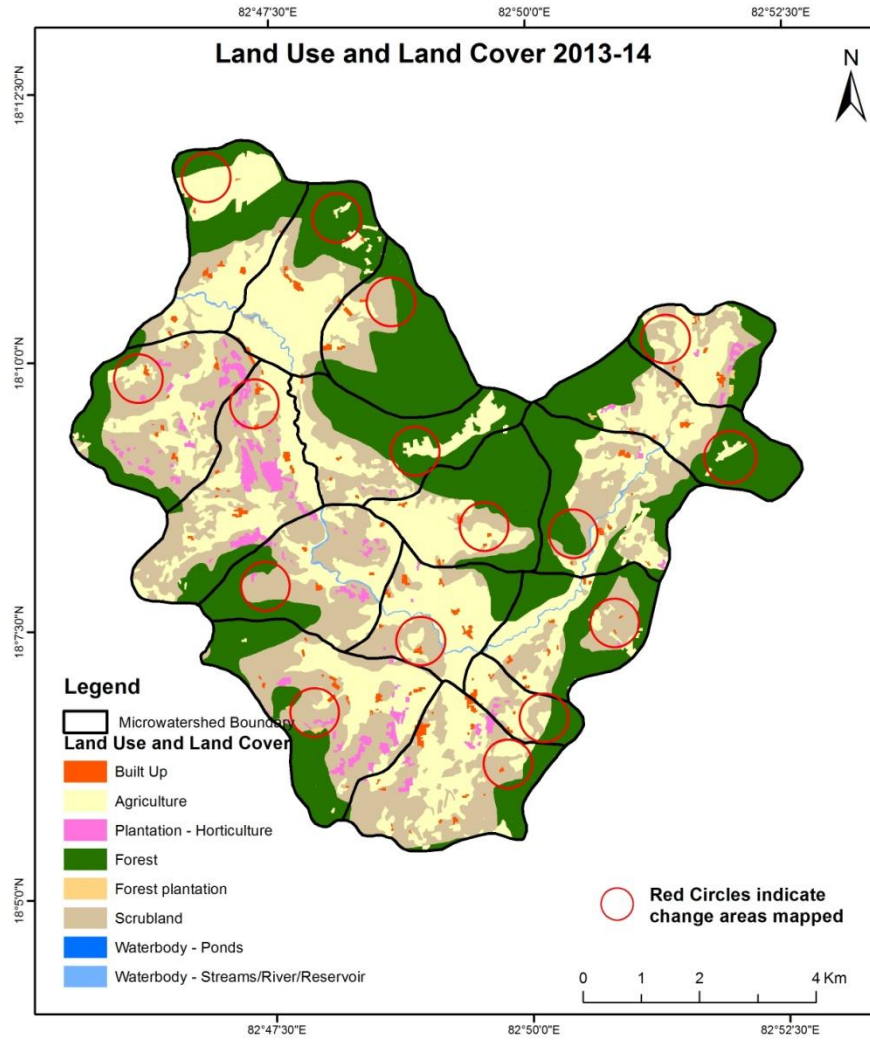 82°47'30"E
82°50'0"E
82°52'30"E
Land Use and Land Cover 2013-14
N
18°12'30"N
18°10'0"N
18°7'30"N
18°5'0"N
Legend
Microwatershed Boundary
Land Use and Land Cover
Built Up
Agriculture
Plantation - Horticulture
Forest
Forest plantation
Scrubland
Waterbody - Ponds
Waterbody - Streams/River/Reservoir
Red Circles indicate
change areas mapped
0 1 2 4 Km
82°47'30"E
82°50'0"E
82°52'30"E